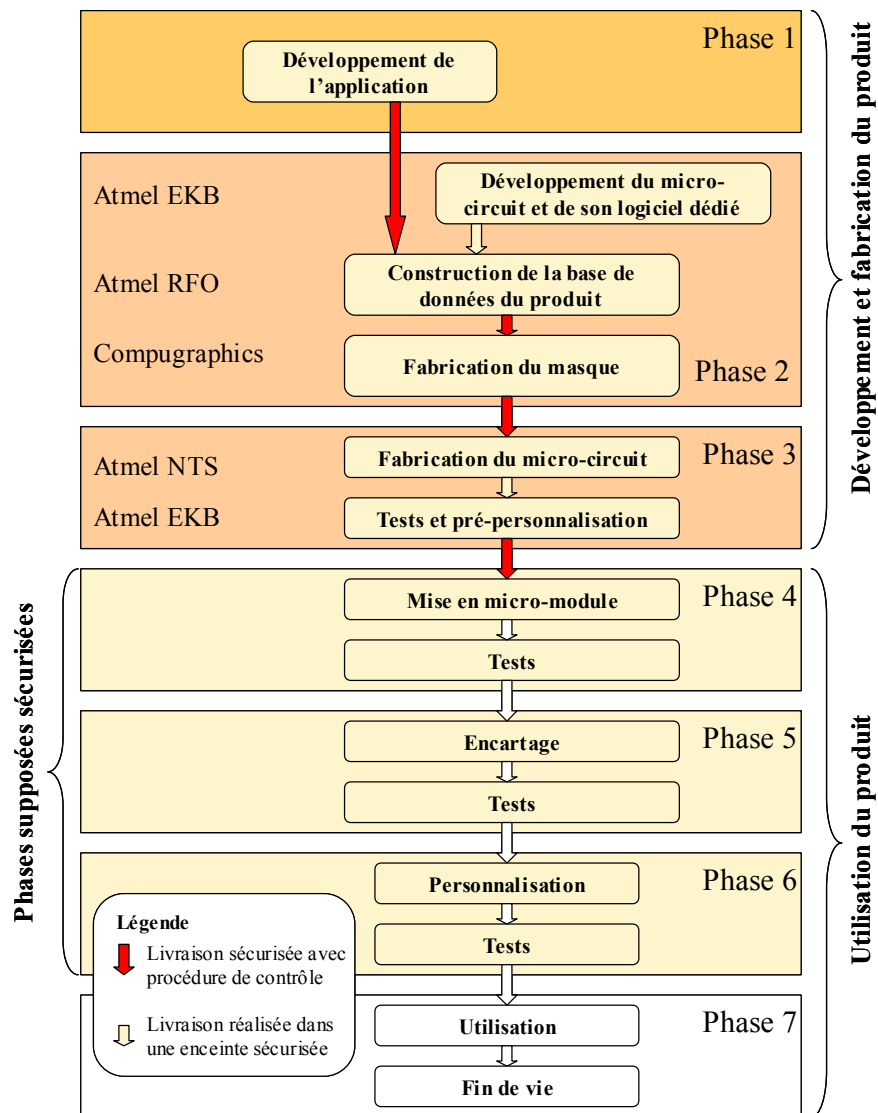 Phase 1
Développement de
l’application
Développement et fabrication du produit
Atmel EKB
Développement du micro-
circuit et de son logiciel dédié
Atmel RFO
Construction de la base de
données du produit
Compugraphics
Fabrication du masque
Phase 2
Phase 3
Atmel NTS
Fabrication du micro-circuit
Atmel EKB
Tests et pré-personnalisation
Phases supposées sécurisées
Utilisation du produit
Phase 4
Mise en micro-module
Tests
Phase 5
Encartage
Tests
Phase 6
Personnalisation
Tests
Légende
Livraison sécurisée avec
procédure de contrôle
Livraison réalisée dans
une enceinte sécurisée
Phase 7
Utilisation
Fin de vie